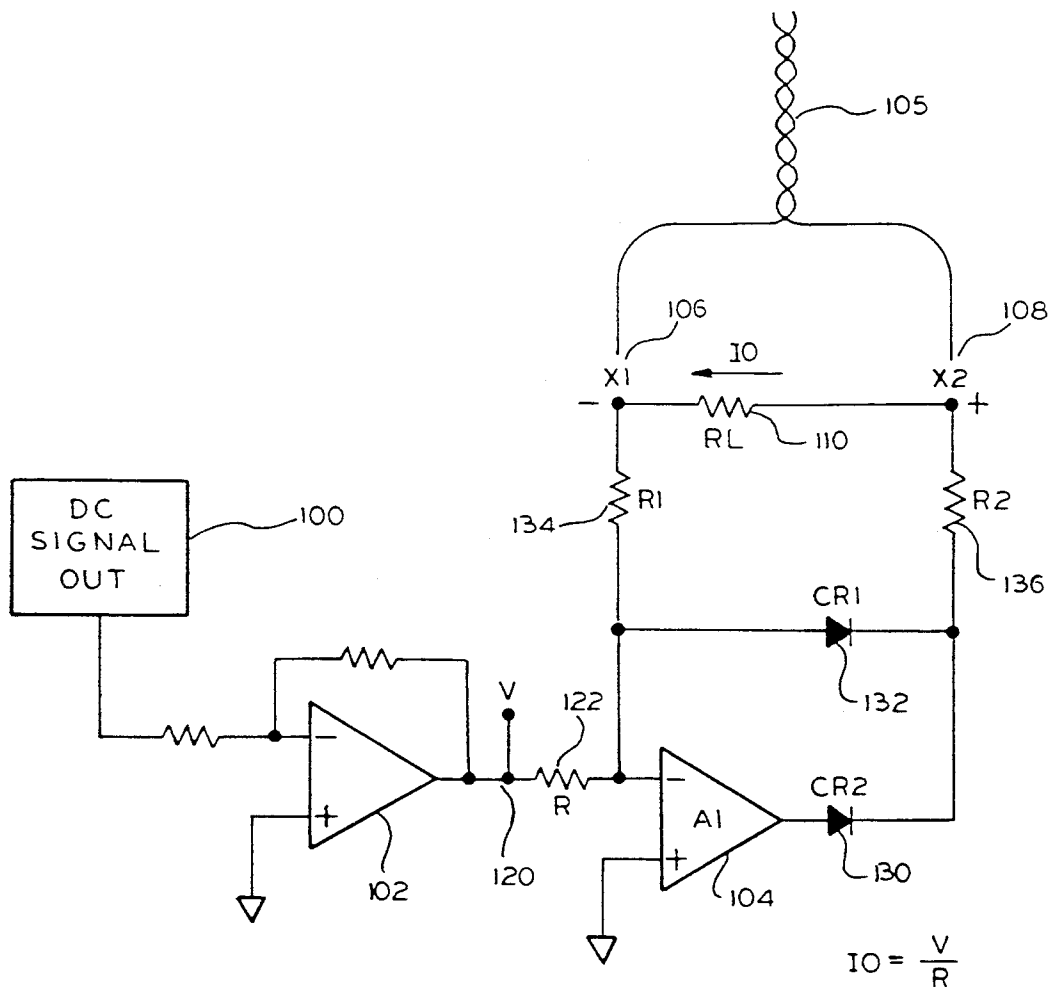 105
106
108
IO
X1
X2
-
+
RL
110
R1
134
R2
136
DC
SIGNAL
OUT
100
CR1
132
V
122
-
+
102
120
R
-
+
A1
104
CR2
130
IO = V/R